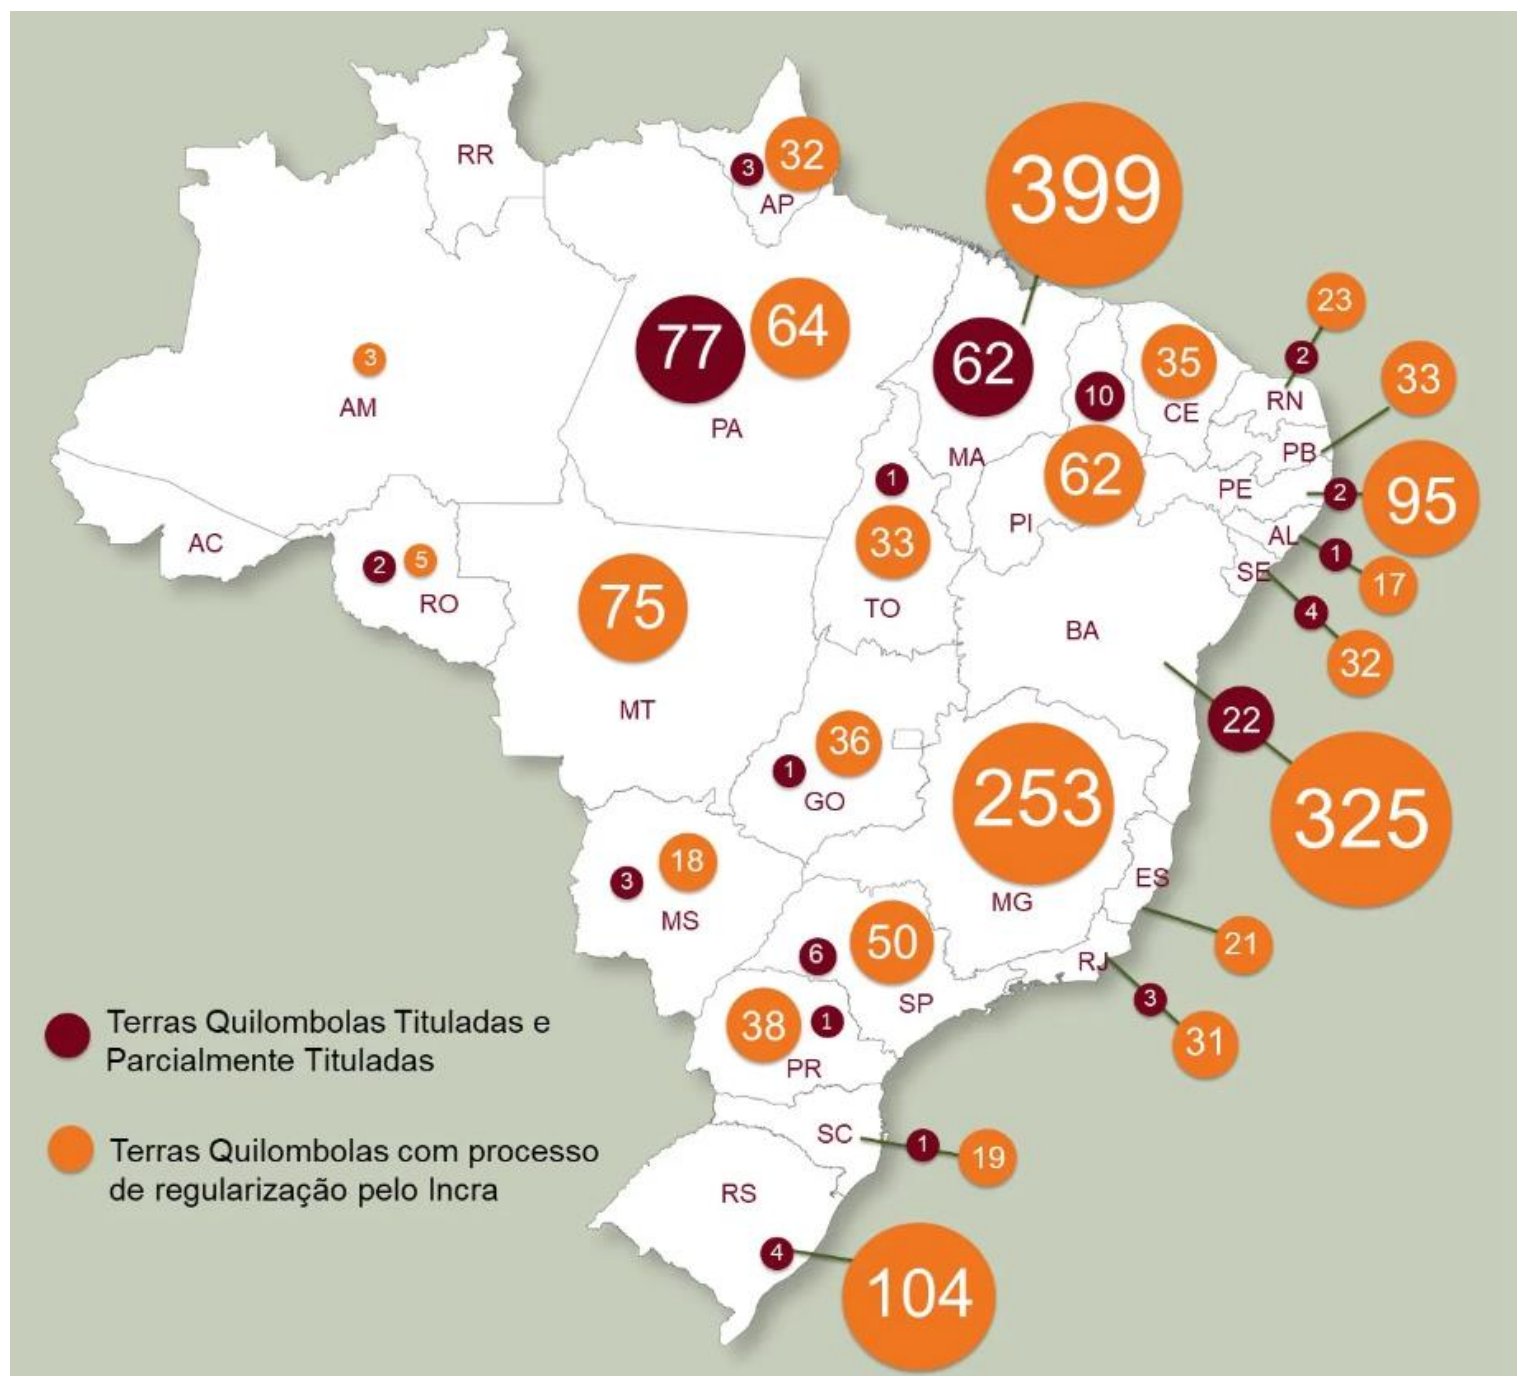 RR
3
32
AP
399
77
64
PA
62
MA
10
62
PI
35
CE
23
2
RN
33
PB
3
AM
1
33
TO
PE
2
95
AL
1
17
SE
4
32
AC
2
5
RO
75
MT
BA
22
325
36
1
GO
253
MG
ES
21
18
3
MS
50
6
SP
RJ
3
31
38
1
PR
SC
1
19
RS
4
104
Terras Quilombolas Tituladas e
Parcialmente Tituladas
Terras Quilombolas com processo
de regularização pelo Incra